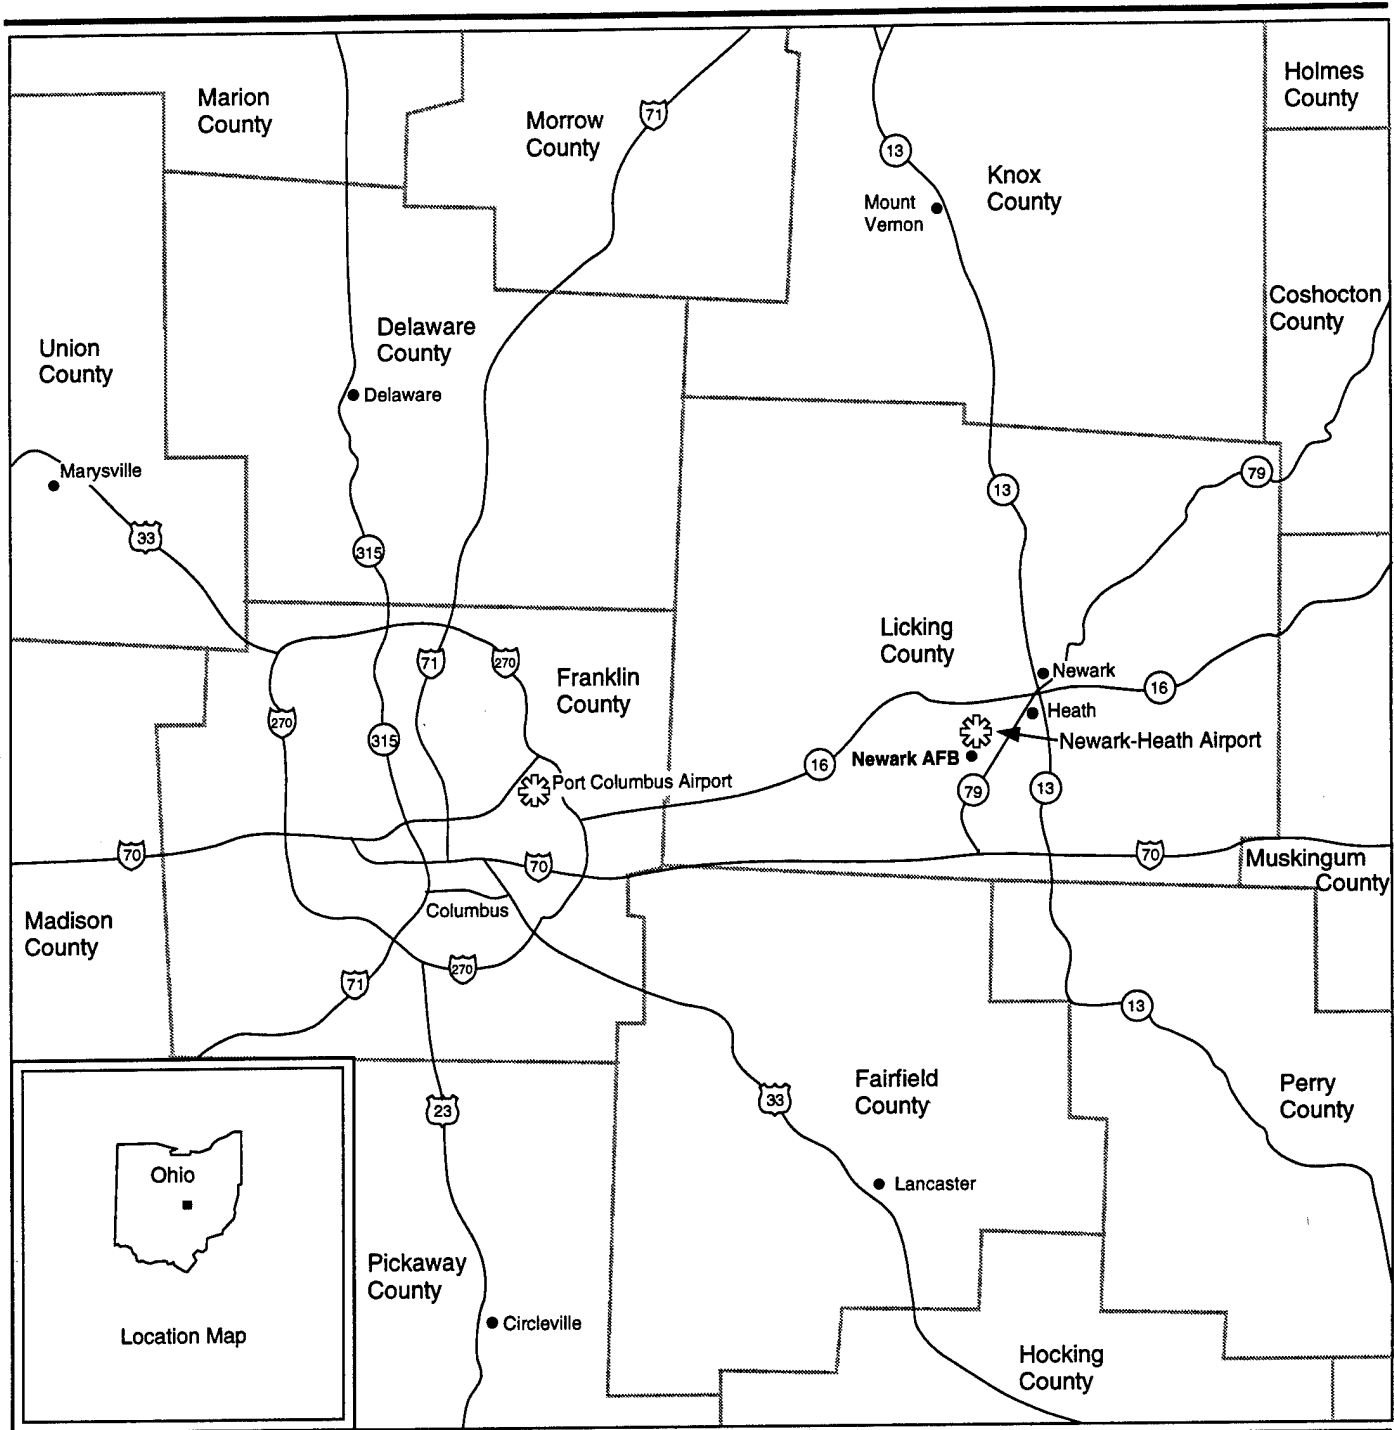 Holmes
County
Marion
County
Morrow
County
71
13
Knox
County
Mount
Vernon
Coshocton
County
Delaware
County
Union
County
Delaware
Marysville
79
13
33
315
Licking
County
71
270
Franklin
County
Newark
16
270
Heath
315
Newark-Heath Airport
Newark AFB
16
Port Columbus Airport
79
13
70
70
70
Muskingum
County
Columbus
Madison
County
270
71
13
Fairfield
County
Perry
County
33
23
Ohio
Lancaster
Pickaway
County
Circleville
Location Map
Hocking
County